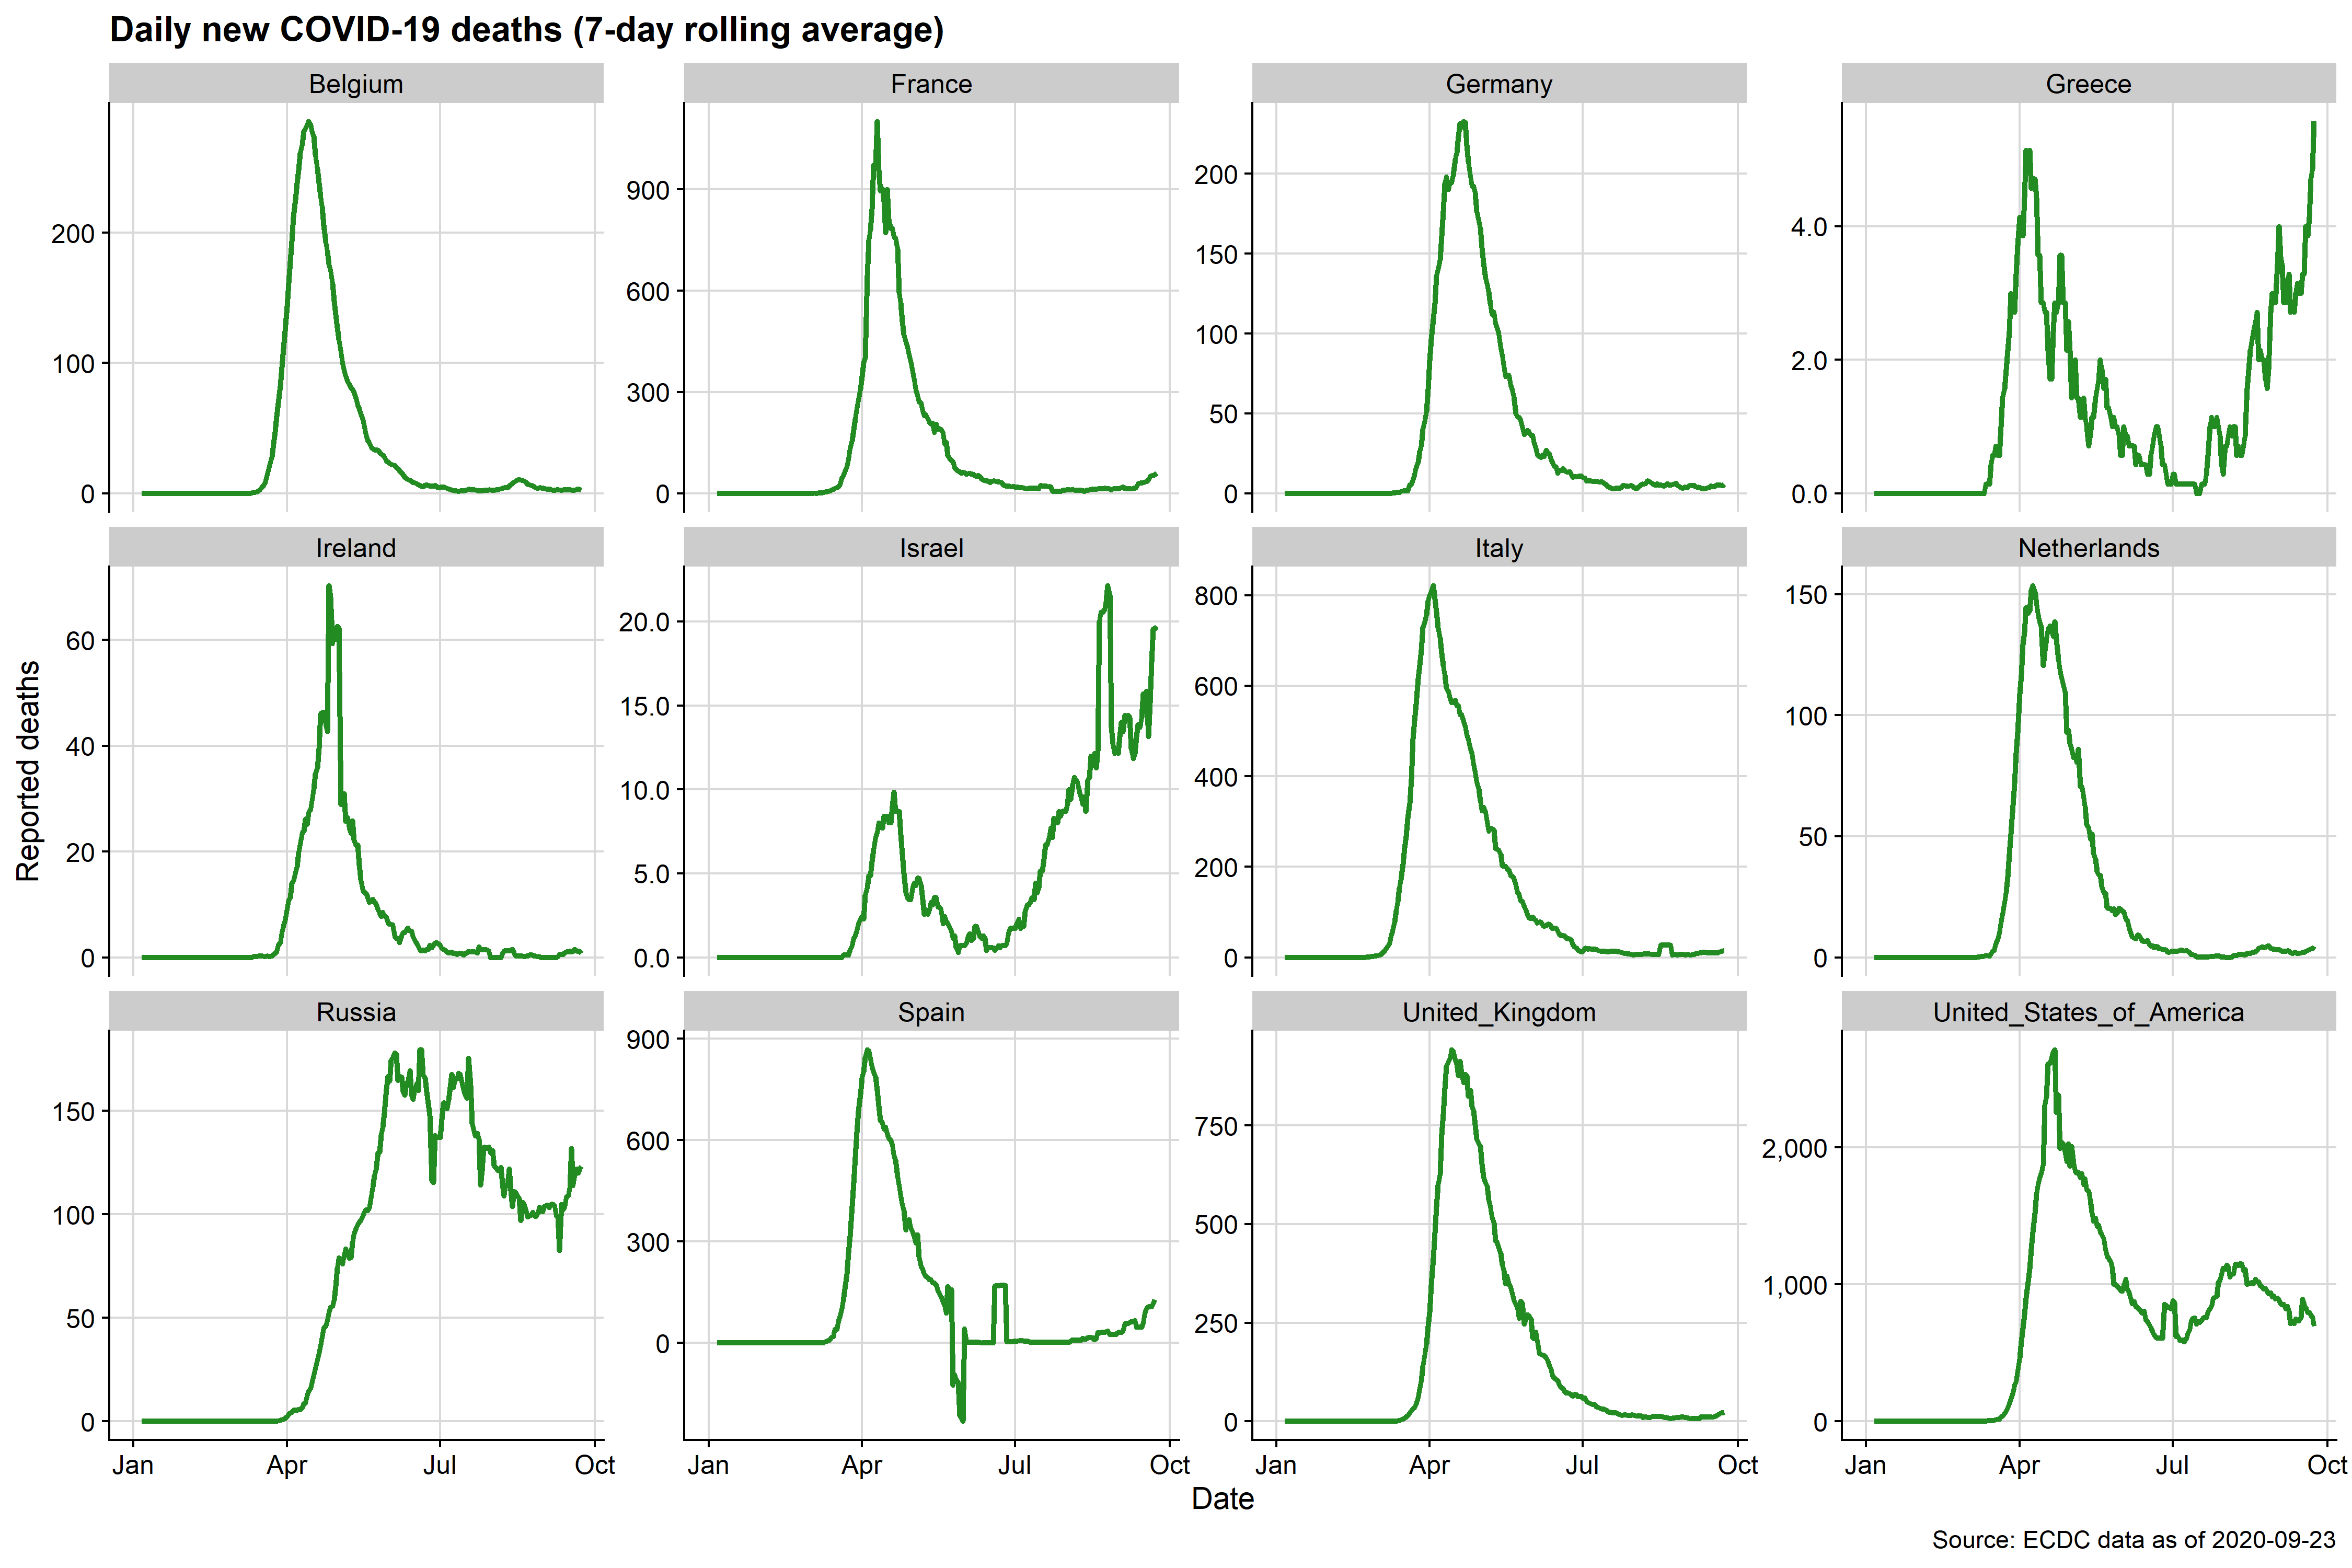 Daily new COVID-19 deaths (7-day rolling average)
Belgium
France
Germany
Greece
200
100
0
900
600
300
0
200
150
100
50
0
4.0
2.0
0.0
Ireland
Israel
Italy
Netherlands
60
40
20
0
20.0
15.0
10.0
5.0
0.0
800
600
400
200
0
150
100
50
0
Reported deaths
Russia
Spain
United_Kingdom
United_States_of_America
150
100
50
0
900
600
300
0
750
500
250
0
2,000
1,000
0
Jan Apr Jul Oct
Jan Apr Jul Oct
Jan Apr Jul Oct
Jan Apr Jul Oct
Date
Source: ECDC data as of 2020-09-23